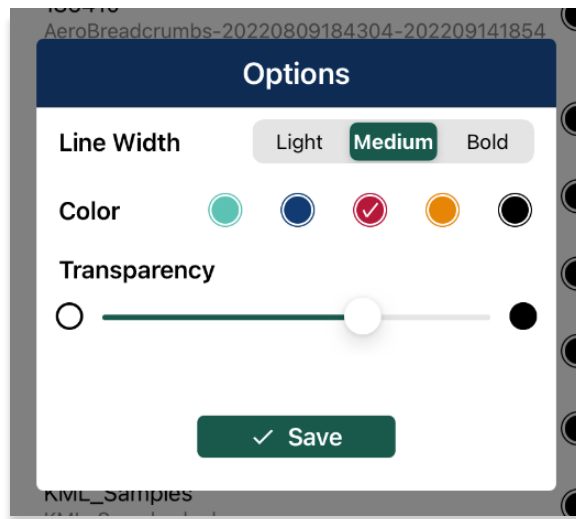 AeroBreadcrumbs-20220809184304-202209141854
Options
Line Width Light Medium Bold
Color
Transparency
Save
KML_Samples